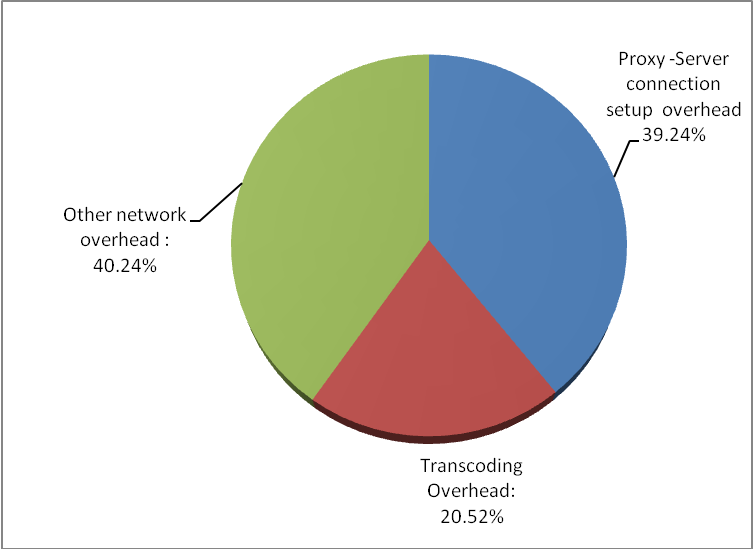 Proxy -Server
connection
setup  overhead
39.24%
Other network
overhead :
40.24%
Transcoding
Overhead:
20.52%